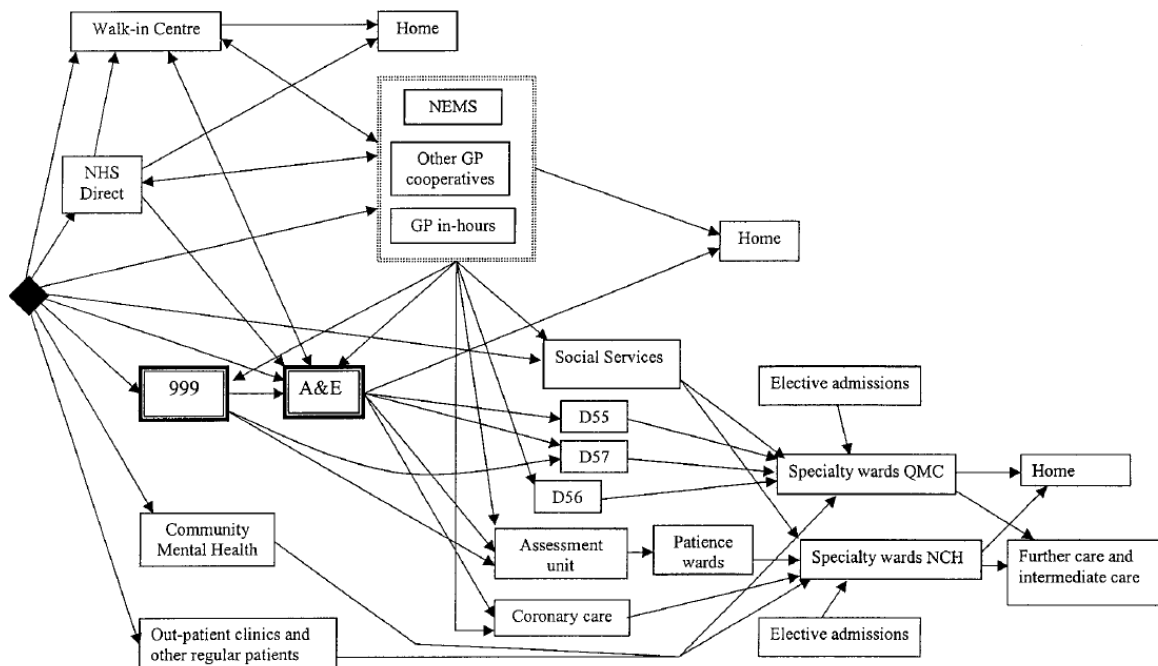 Walk-in Centre
Home
NEMS
Other GP
cooperatives
GP in-hours
NHS
Direct
Home
Social Services
999
A&E
Elective admissions
D55
D57
D56
Specialty wards QMC
Home
Community
Mental Health
Assessment
unit
Patience
wards
Specialty wards NCH
Further care and
intermediate care
Coronary care
Elective admissions
Out-patient clinics and
other regular patients